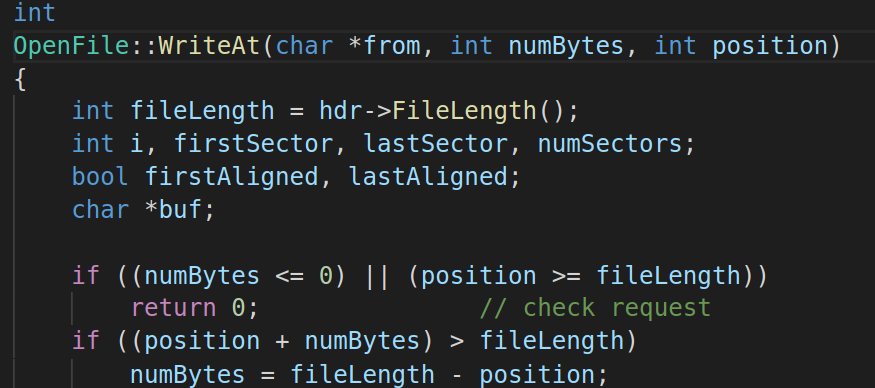 int
OpenFile::WriteAt(char *from, int numBytes, int position)
{
    int fileLength = hdr->FileLength();
    int i, firstSector, lastSector, numSectors;
    bool firstAligned, lastAligned;
    char *buf;

    if ((numBytes <= 0) || (position >= fileLength))
        return 0;               // check request
    if ((position + numBytes) > fileLength)
        numBytes = fileLength - position;